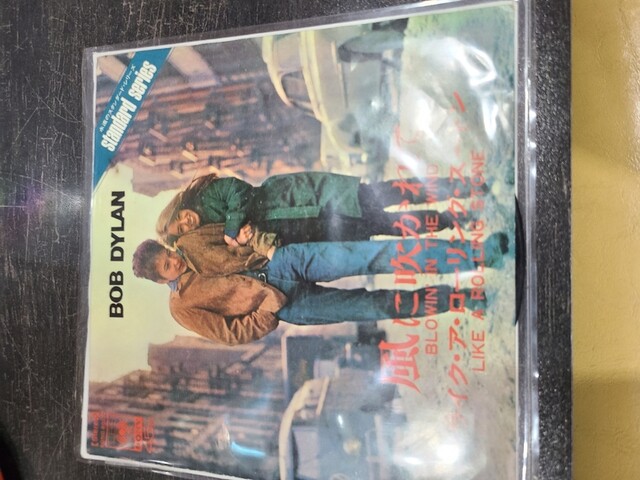 standard series
BOB DYLAN
風に吹かれて
BLOWIN' IN THE WIND
ライク・ア・ローリング・ストーン
LIKE A ROLLING STONE